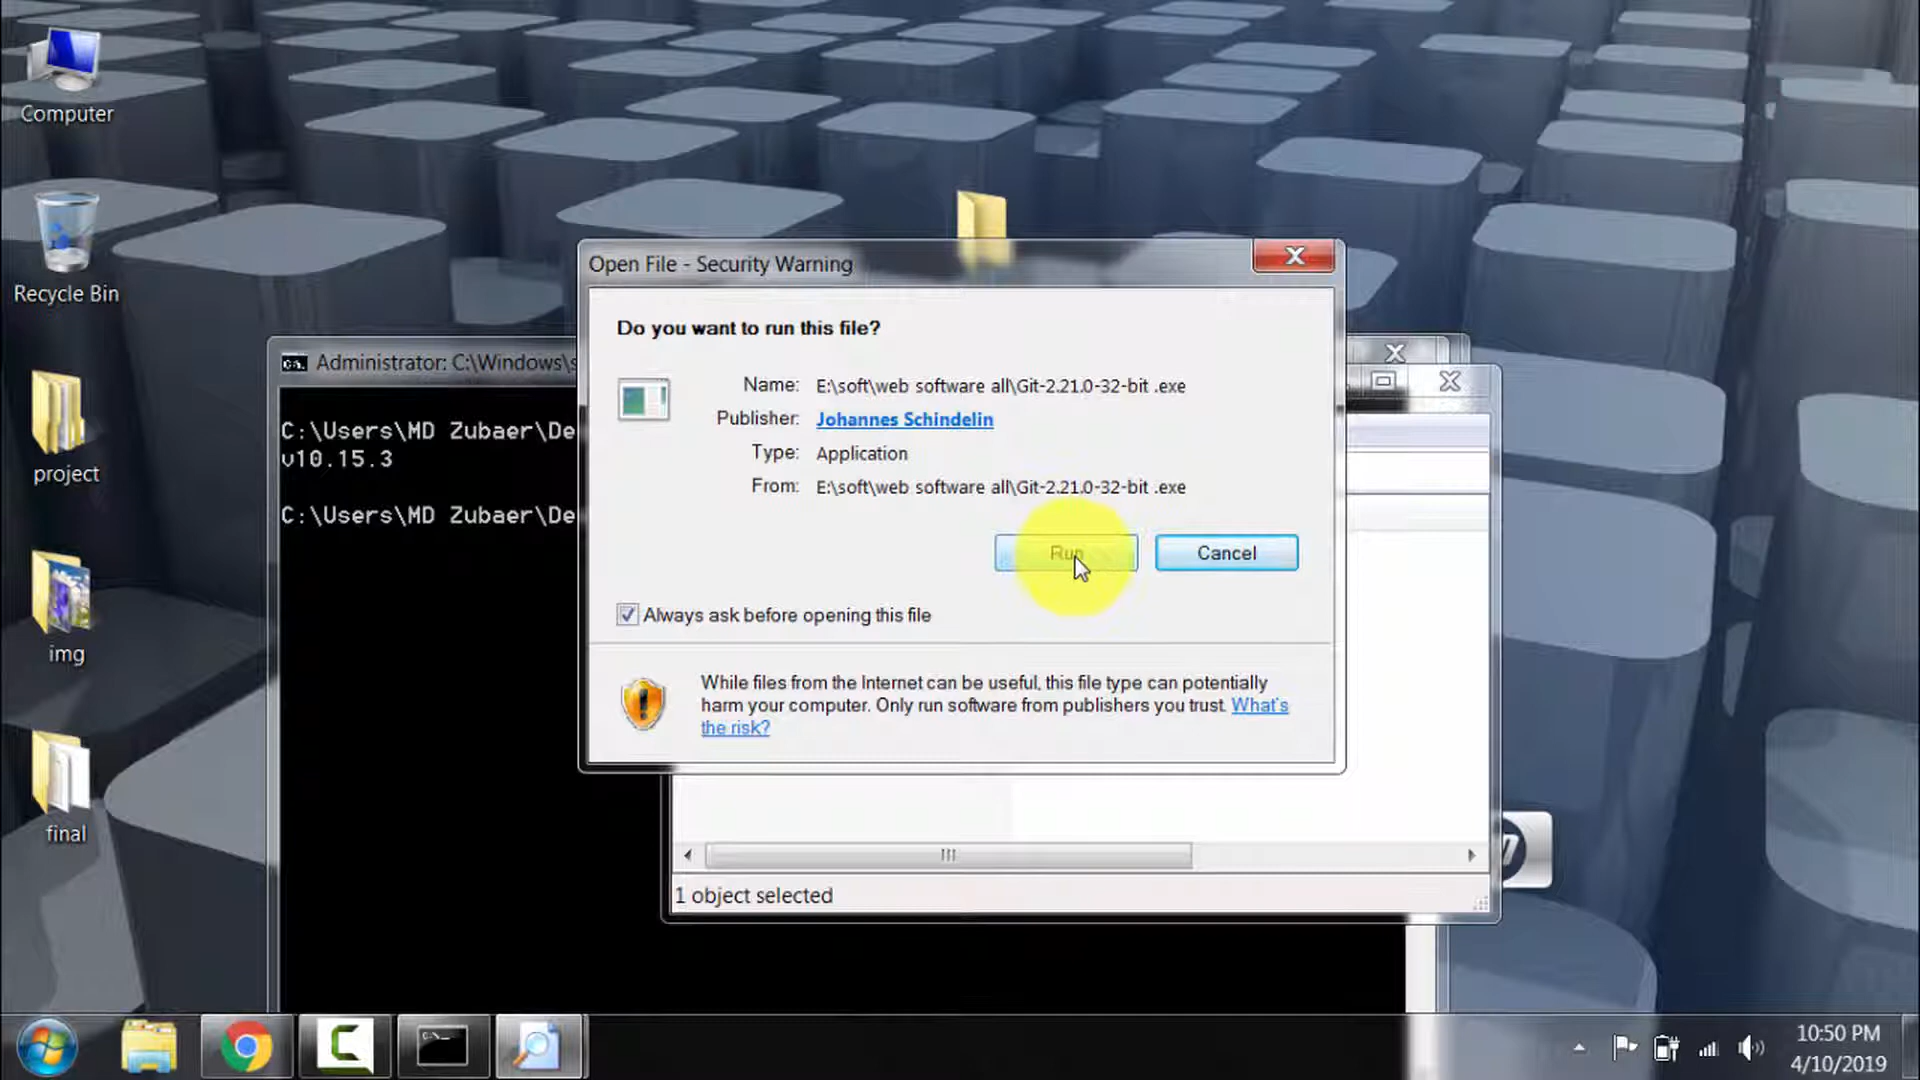 Computer
Recycle Bin
project
img
final
Open File - Security Warning
Do you want to run this file?
Name: E:\soft\web software all\Git-2.21.0-32-bit .exe
Publisher: Johannes Schindelin
Type: Application
From: E:\soft\web software all\Git-2.21.0-32-bit .exe
Run
Cancel
Always ask before opening this file
While files from the Internet can be useful, this file type can potentially
harm your computer. Only run software from publishers you trust. What's
the risk?
Administrator: C:\Windows\s
C:\Users\MD Zubaer\De
v10.15.3
C:\Users\MD Zubaer\De
1 object selected
10:50 PM
4/10/2019